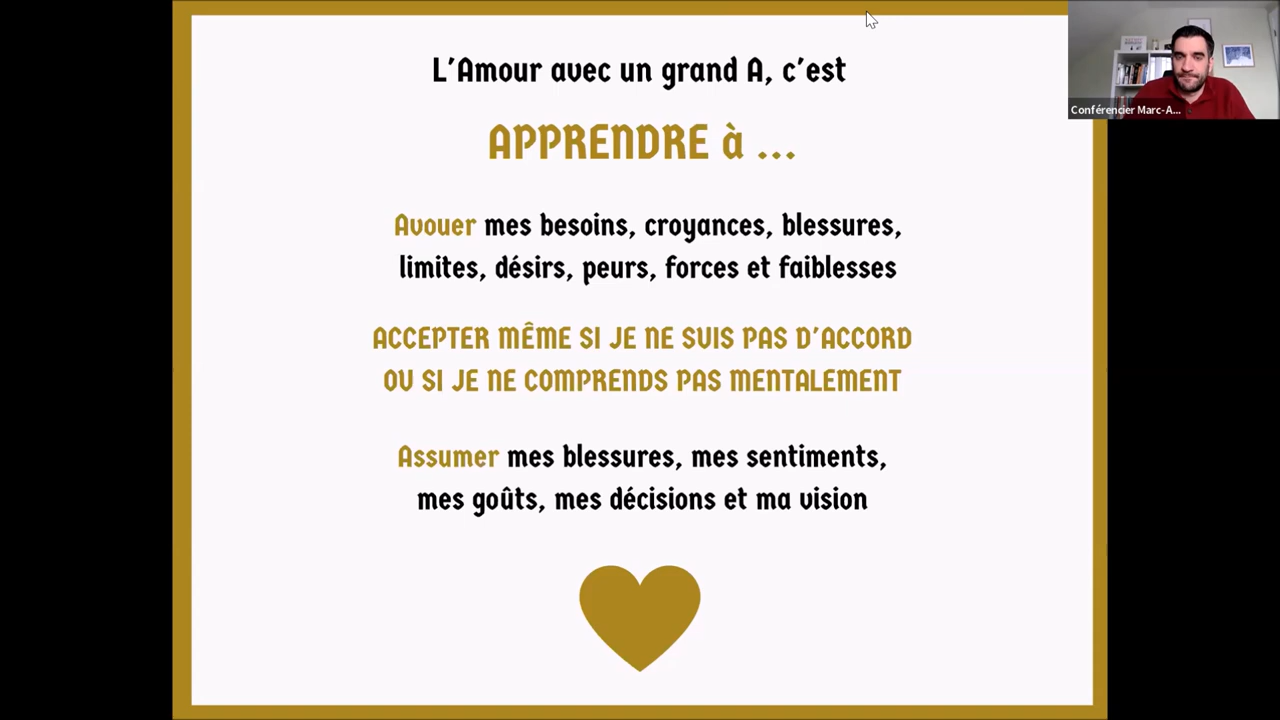 L'Amour avec un grand A, c'est
APPRENDRE à ...
Avouer mes besoins, croyances, blessures,
limites, désirs, peurs, forces et faiblesses
ACCEPTER MÊME SI JE NE SUIS PAS D'ACCORD
OU SI JE NE COMPRENDS PAS MENTALEMENT
Assumer mes blessures, mes sentiments,
mes goûts, mes décisions et ma vision
Conférencier Marc-A...